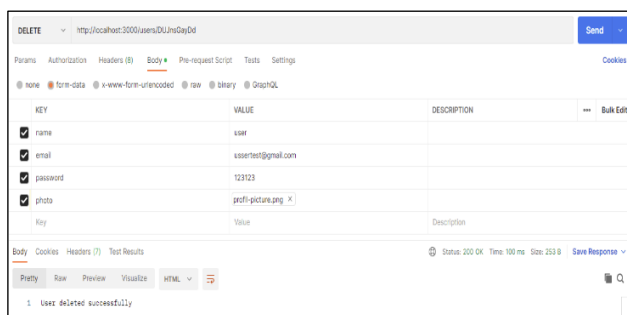 DELETE http://localhost:3000/users/DUJnsGayDd Send
Params Authorization Headers (8) Body Pre-request Script Tests Settings Cookies
none form-data x-www-form-urlencoded raw binary GraphQL
KEY VALUE DESCRIPTION ••• Bulk Edit
name user
email ussertest@gmail.com
password 123123
photo profil-picture.png ×
Key Value Description
Body Cookies Headers (7) Test Results Status: 200 OK Time: 100 ms Size: 253 B Save Response
Pretty Raw Preview Visualize HTML
1 User deleted successfully